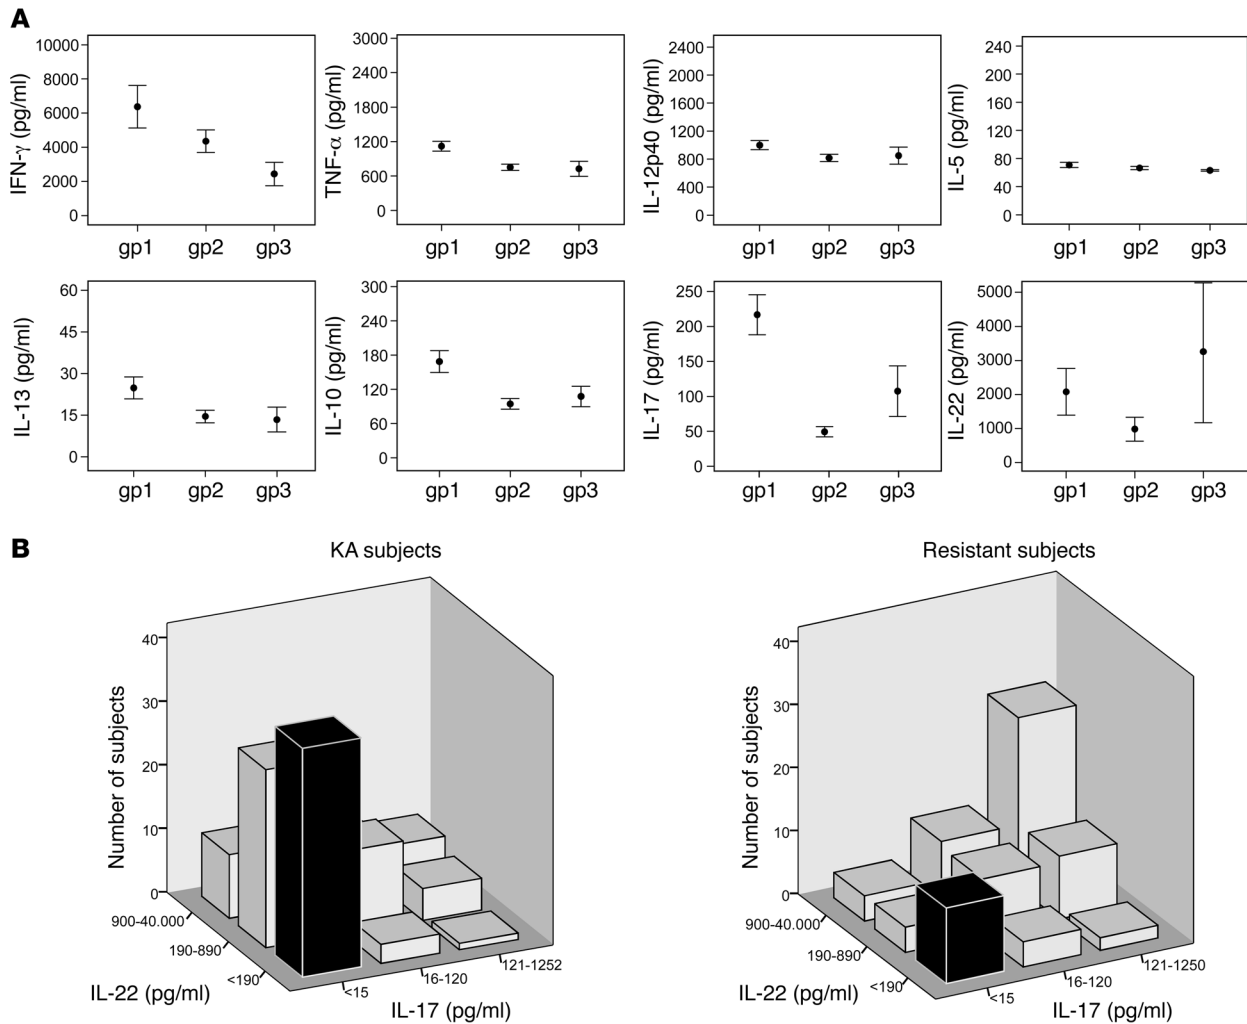 A
IFN-γ (pg/ml)
10000
8000
6000
4000
2000
0
gp1 gp2 gp3
TNF-α (pg/ml)
3000
2400
1800
1200
600
0
gp1 gp2 gp3
IL-12p40 (pg/ml)
2400
2000
1600
1200
800
400
0
gp1 gp2 gp3
IL-5 (pg/ml)
240
200
160
120
80
40
0
gp1 gp2 gp3
IL-13 (pg/ml)
60
45
30
15
0
gp1 gp2 gp3
IL-10 (pg/ml)
300
240
180
120
60
0
gp1 gp2 gp3
IL-17 (pg/ml)
250
200
150
100
50
0
gp1 gp2 gp3
IL-22 (pg/ml)
5000
4000
3000
2000
1000
0
gp1 gp2 gp3
B
KA subjects
Number of subjects
40
30
20
10
0
900-40.000
190-890
<190
IL-22 (pg/ml)
<15
16-120
121-1252
IL-17 (pg/ml)
Resistant subjects
Number of subjects
40
30
20
10
0
900-40.000
190-890
<190
IL-22 (pg/ml)
<15
16-120
121-1250
IL-17 (pg/ml)